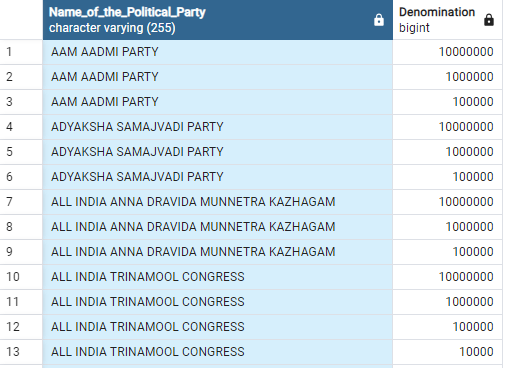 Name_of_the_Political_Party Denomination
character varying (255) bigint
1 AAM AADMI PARTY 10000000
2 AAM AADMI PARTY 1000000
3 AAM AADMI PARTY 100000
4 ADYAKSHA SAMAJVADI PARTY 10000000
5 ADYAKSHA SAMAJVADI PARTY 1000000
6 ADYAKSHA SAMAJVADI PARTY 100000
7 ALL INDIA ANNA DRAVIDA MUNNETRA KAZHAGAM 10000000
8 ALL INDIA ANNA DRAVIDA MUNNETRA KAZHAGAM 1000000
9 ALL INDIA ANNA DRAVIDA MUNNETRA KAZHAGAM 100000
10 ALL INDIA TRINAMOOL CONGRESS 10000000
11 ALL INDIA TRINAMOOL CONGRESS 1000000
12 ALL INDIA TRINAMOOL CONGRESS 100000
13 ALL INDIA TRINAMOOL CONGRESS 10000